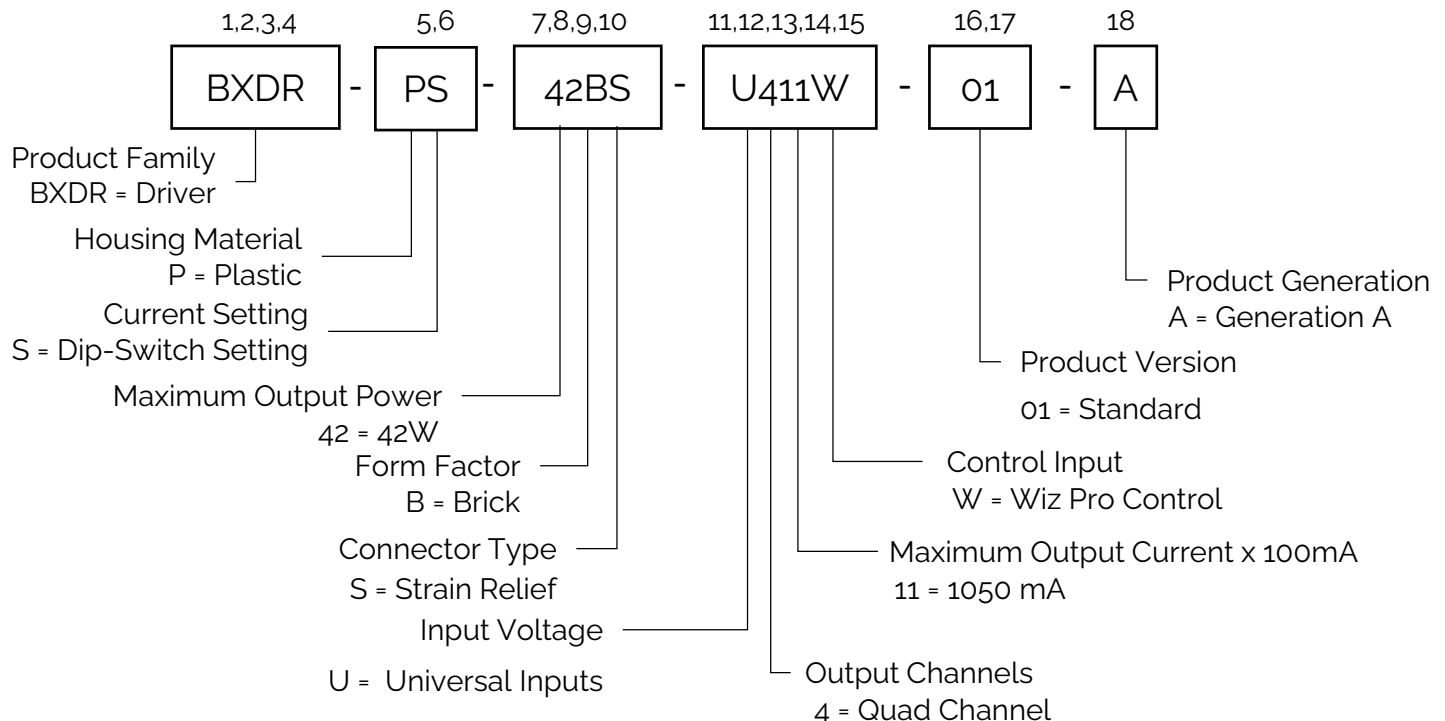 1,2,3,4 5,6 7,8,9,10 11,12,13,14,15 16,17 18
BXDR - PS - 42BS - U411W - 01 - A
Product Family
BXDR = Driver
Housing Material
P = Plastic
Current Setting
S = Dip-Switch Setting
Maximum Output Power
42 = 42W
Form Factor
B = Brick
Connector Type
S = Strain Relief
Input Voltage
U = Universal Inputs
Product Generation
A = Generation A
Product Version
01 = Standard
Control Input
W = Wiz Pro Control
Maximum Output Current x 100mA
11 = 1050 mA
Output Channels
4 = Quad Channel